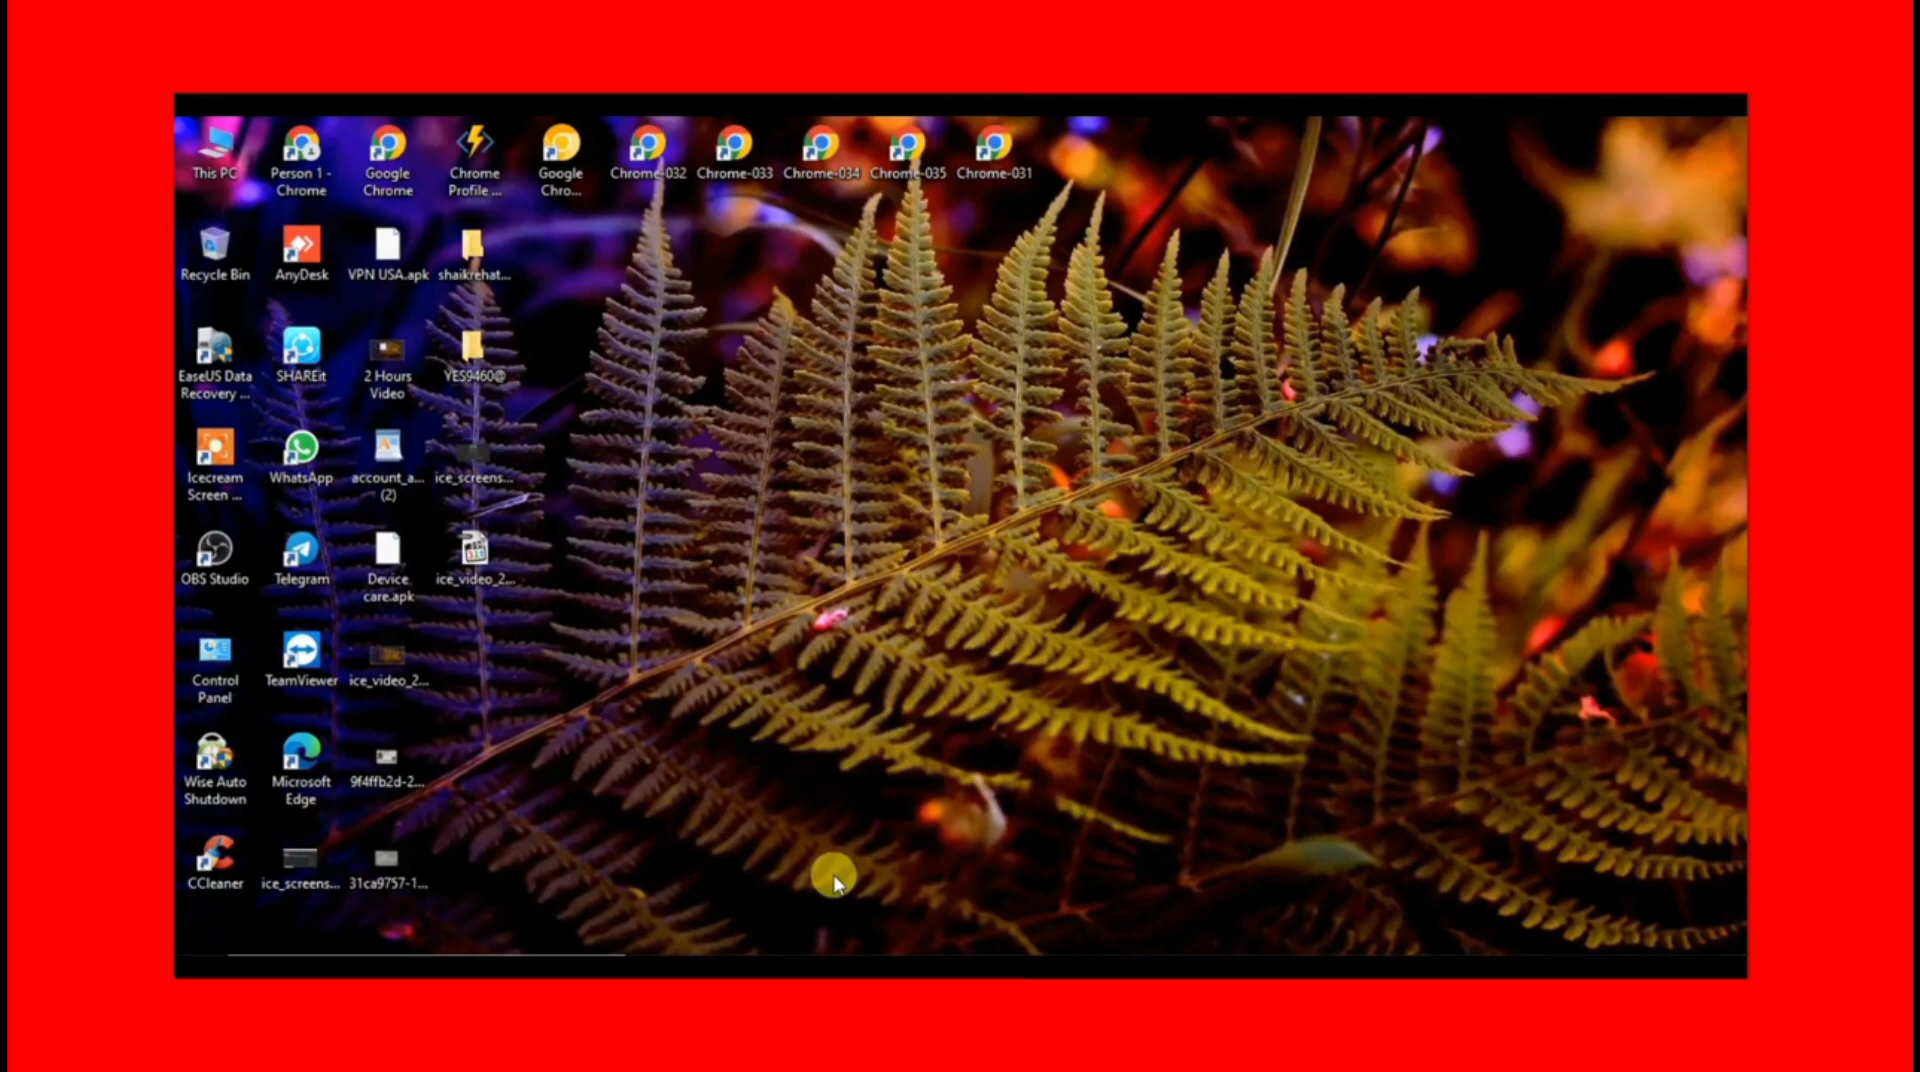 This PC
Person 1 -
Chrome
Google
Chrome
Chrome
Profile ...
Google
Chro...
Chrome-032
Chrome-033
Chrome-034
Chrome-035
Chrome-031
Recycle Bin
AnyDesk
VPN USA.apk
shaikrehat...
EaseUS Data
Recovery ...
SHAREit
2 Hours
Video
YES9460@
Icecream
Screen ...
WhatsApp
account_a...
(2)
ice_screens...
OBS Studio
Telegram
Device
care.apk
ice_video_2...
Control
Panel
TeamViewer
ice_video_2...
Wise Auto
Shutdown
Microsoft
Edge
9f4ffb2d-2...
CCleaner
ice_screens...
31ca9757-1...